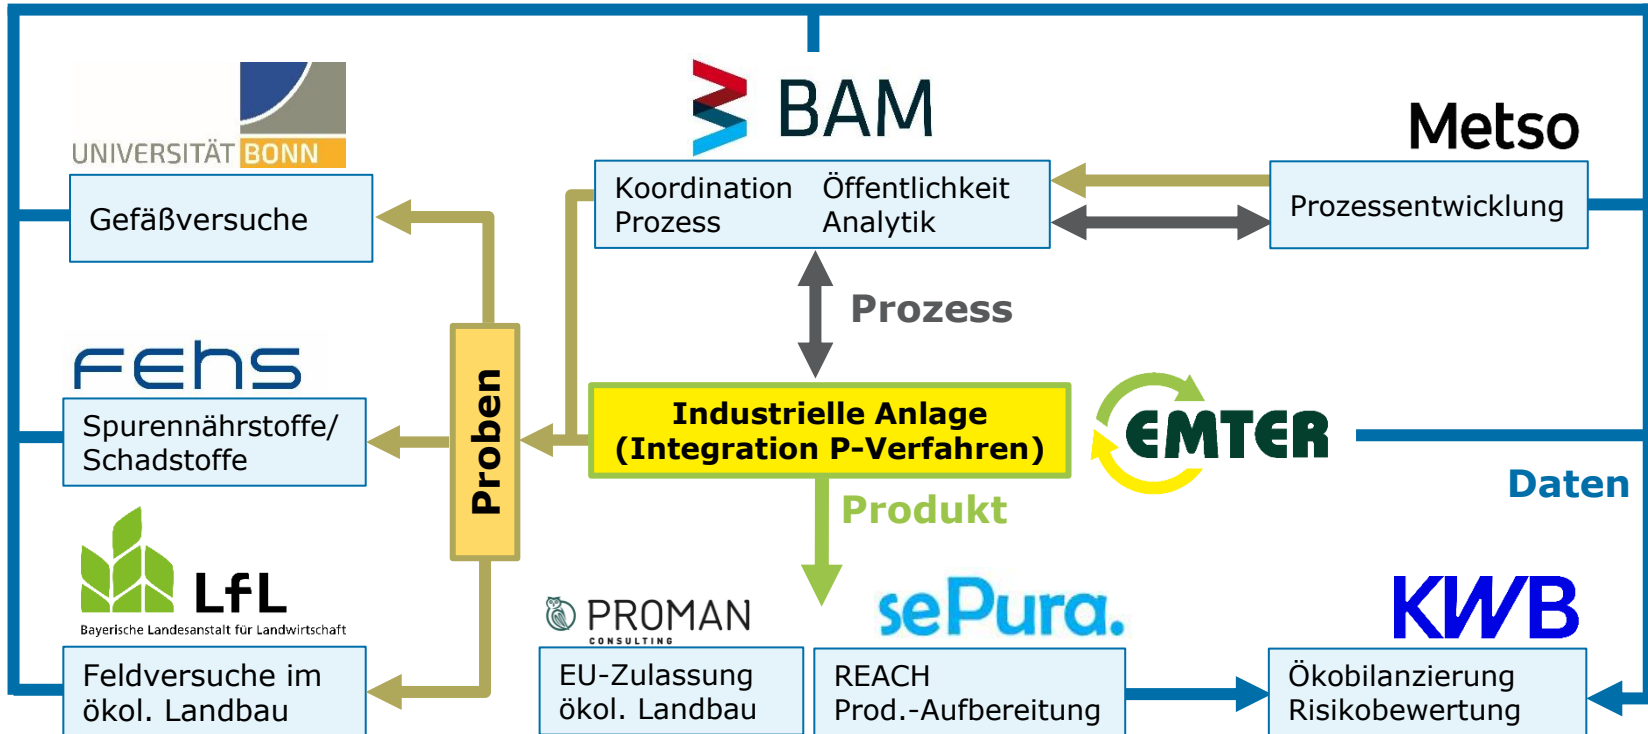 UNIVERSITÄT BONN
Gefäßversuche
BAM
Koordination Öffentlichkeit
Prozess Analytik
Metso
Prozessentwicklung
Prozess
FEhS
Spurennährstoffe/
Schadstoffe
Proben
Industrielle Anlage
(Integration P-Verfahren)
EMTER
Daten
Produkt
LfL
Bayerische Landesanstalt für Landwirtschaft
Feldversuche im
ökol. Landbau
PROMAN
CONSULTING
EU-Zulassung
ökol. Landbau
sePura.
REACH
Prod.-Aufbereitung
KWB
Ökobilanzierung
Risikobewertung